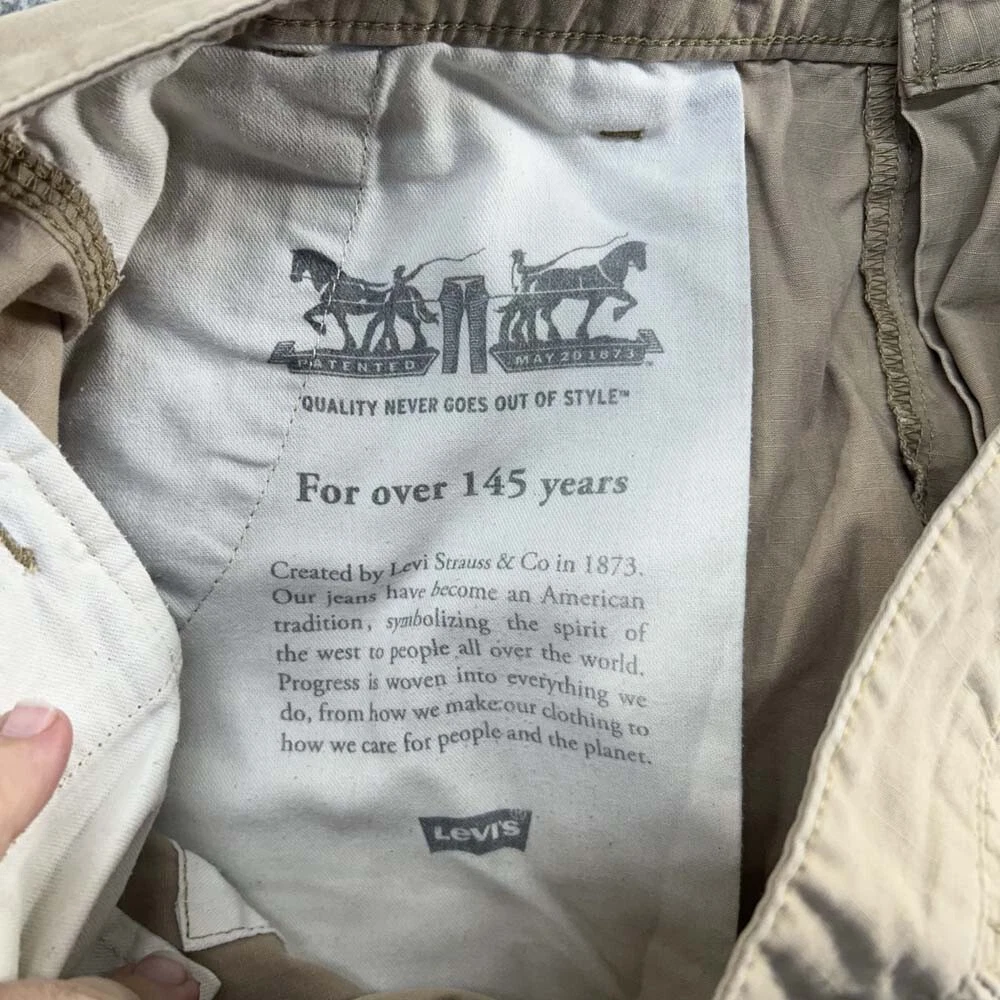 PATENTED
MAY 20 1873 ™
QUALITY NEVER GOES OUT OF STYLE™
For over 145 years
Created by Levi Strauss & Co in 1873.
Our jeans have become an American
tradition, symbolizing the spirit of
the west to people all over the world.
Progress is woven into everything we
do, from how we make our clothing to
how we care for people and the planet.
LEVI'S ®